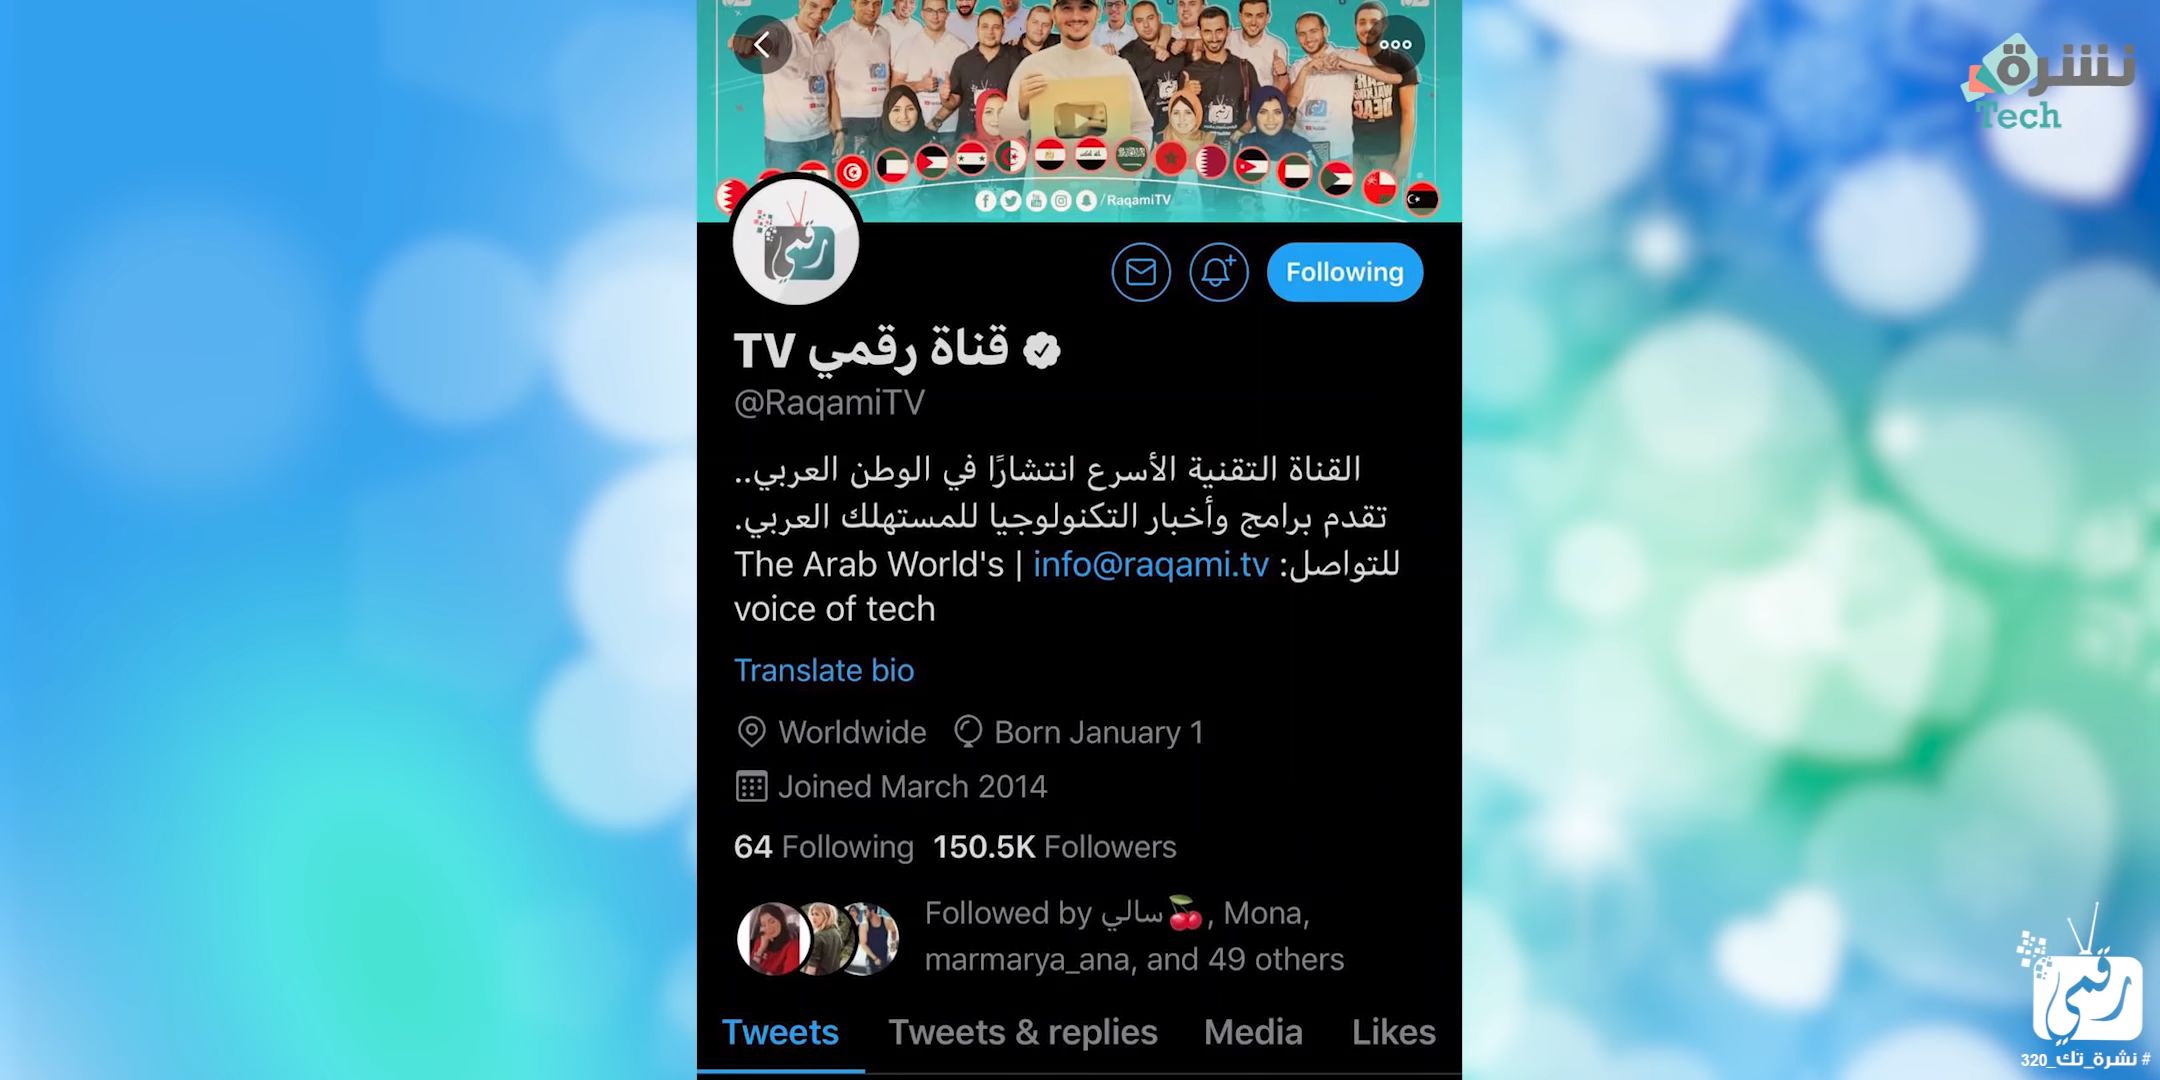 نشرة
Tech
/RaqamiTV
رقمي
Following
قناة رقمي TV
@RaqamiTV
القناة التقنية الأسرع انتشارًا في الوطن العربي..
تقدم برامج وأخبار التكنولوجيا للمستهلك العربي.
للتواصل: info@raqami.tv | The Arab World's
voice of tech
Translate bio
Worldwide Born January 1
Joined March 2014
64 Following 150.5K Followers
Followed by سالي🍒, Mona,
marmarya_ana, and 49 others
Tweets Tweets & replies Media Likes
رقمي
# نشرة_تك_320